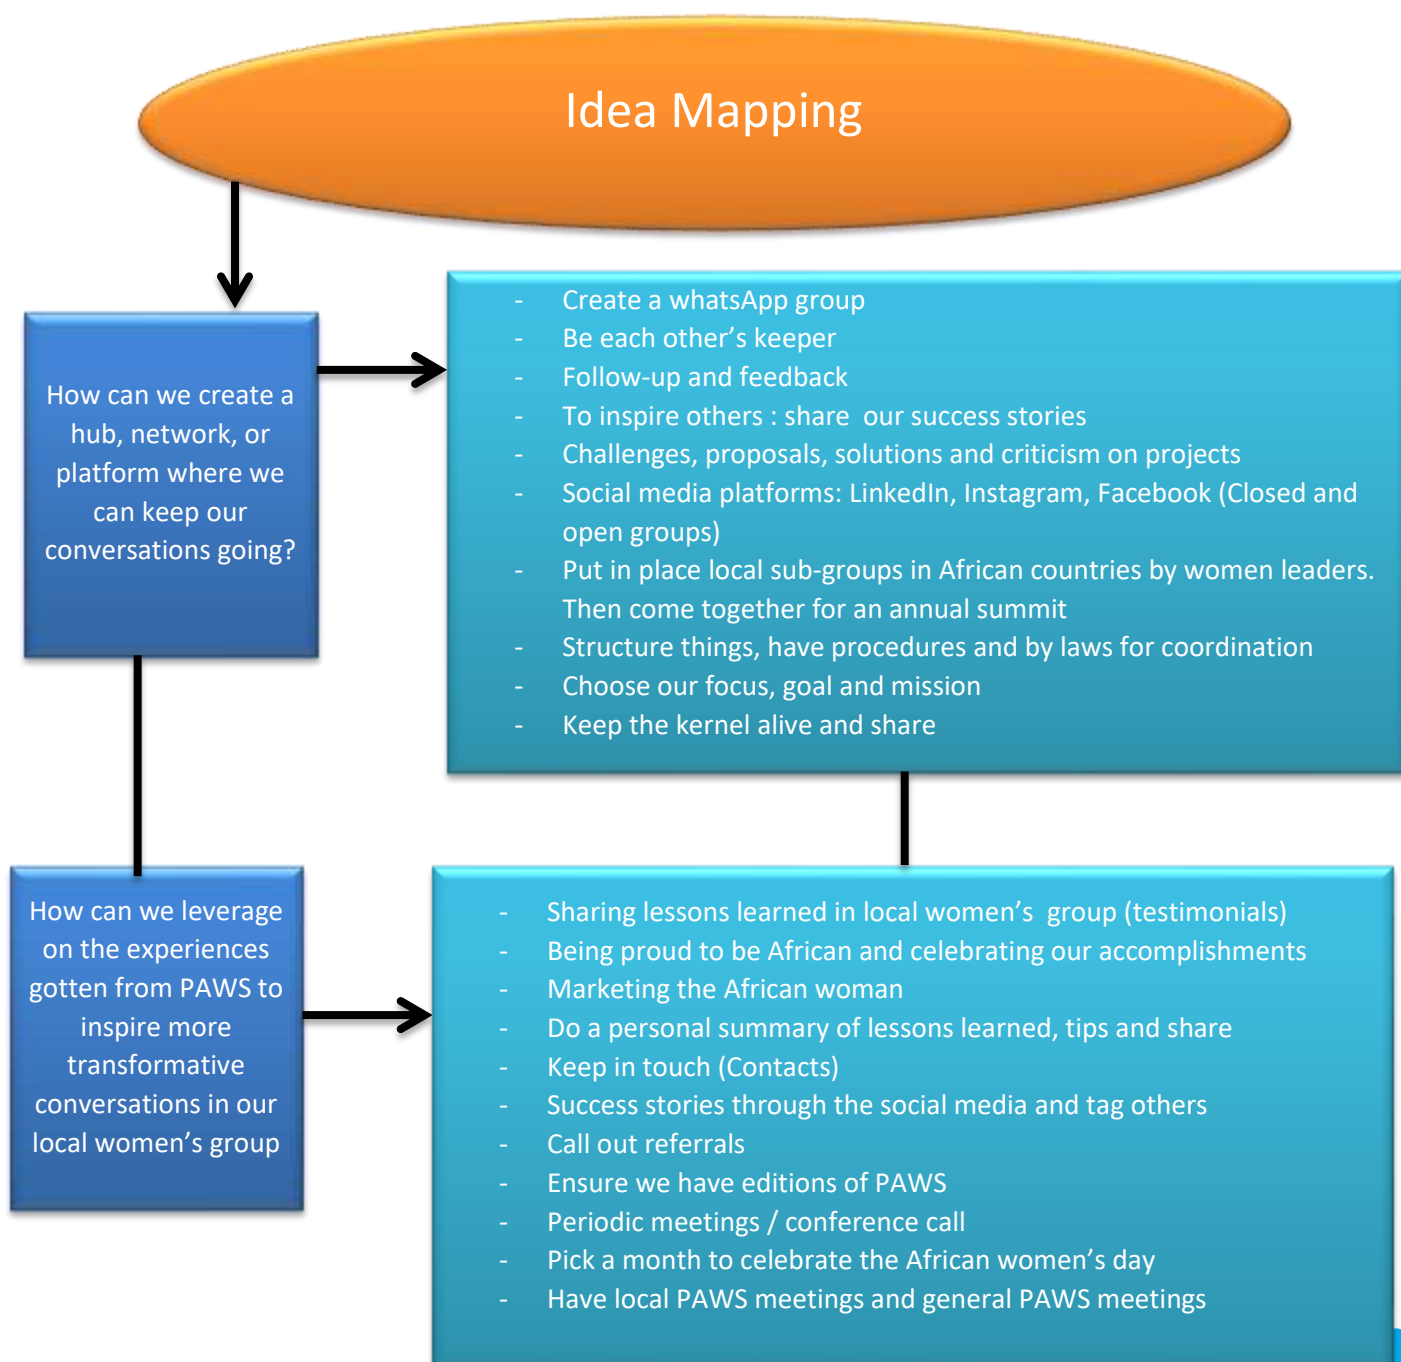 Idea Mapping
How can we create a
hub, network, or
platform where we
can keep our
conversations going?
- Create a whatsApp group
- Be each other’s keeper
- Follow-up and feedback
- To inspire others : share  our success stories
- Challenges, proposals, solutions and criticism on projects
- Social media platforms: LinkedIn, Instagram, Facebook (Closed and
open groups)
- Put in place local sub-groups in African countries by women leaders.
Then come together for an annual summit
- Structure things, have procedures and by laws for coordination
- Choose our focus, goal and mission
- Keep the kernel alive and share
How can we leverage
on the experiences
gotten from PAWS to
inspire more
transformative
conversations in our
local women’s group
- Sharing lessons learned in local women’s  group (testimonials)
- Being proud to be African and celebrating our accomplishments
- Marketing the African woman
- Do a personal summary of lessons learned, tips and share
- Keep in touch (Contacts)
- Success stories through the social media and tag others
- Call out referrals
- Ensure we have editions of PAWS
- Periodic meetings / conference call
- Pick a month to celebrate the African women’s day
- Have local PAWS meetings and general PAWS meetings